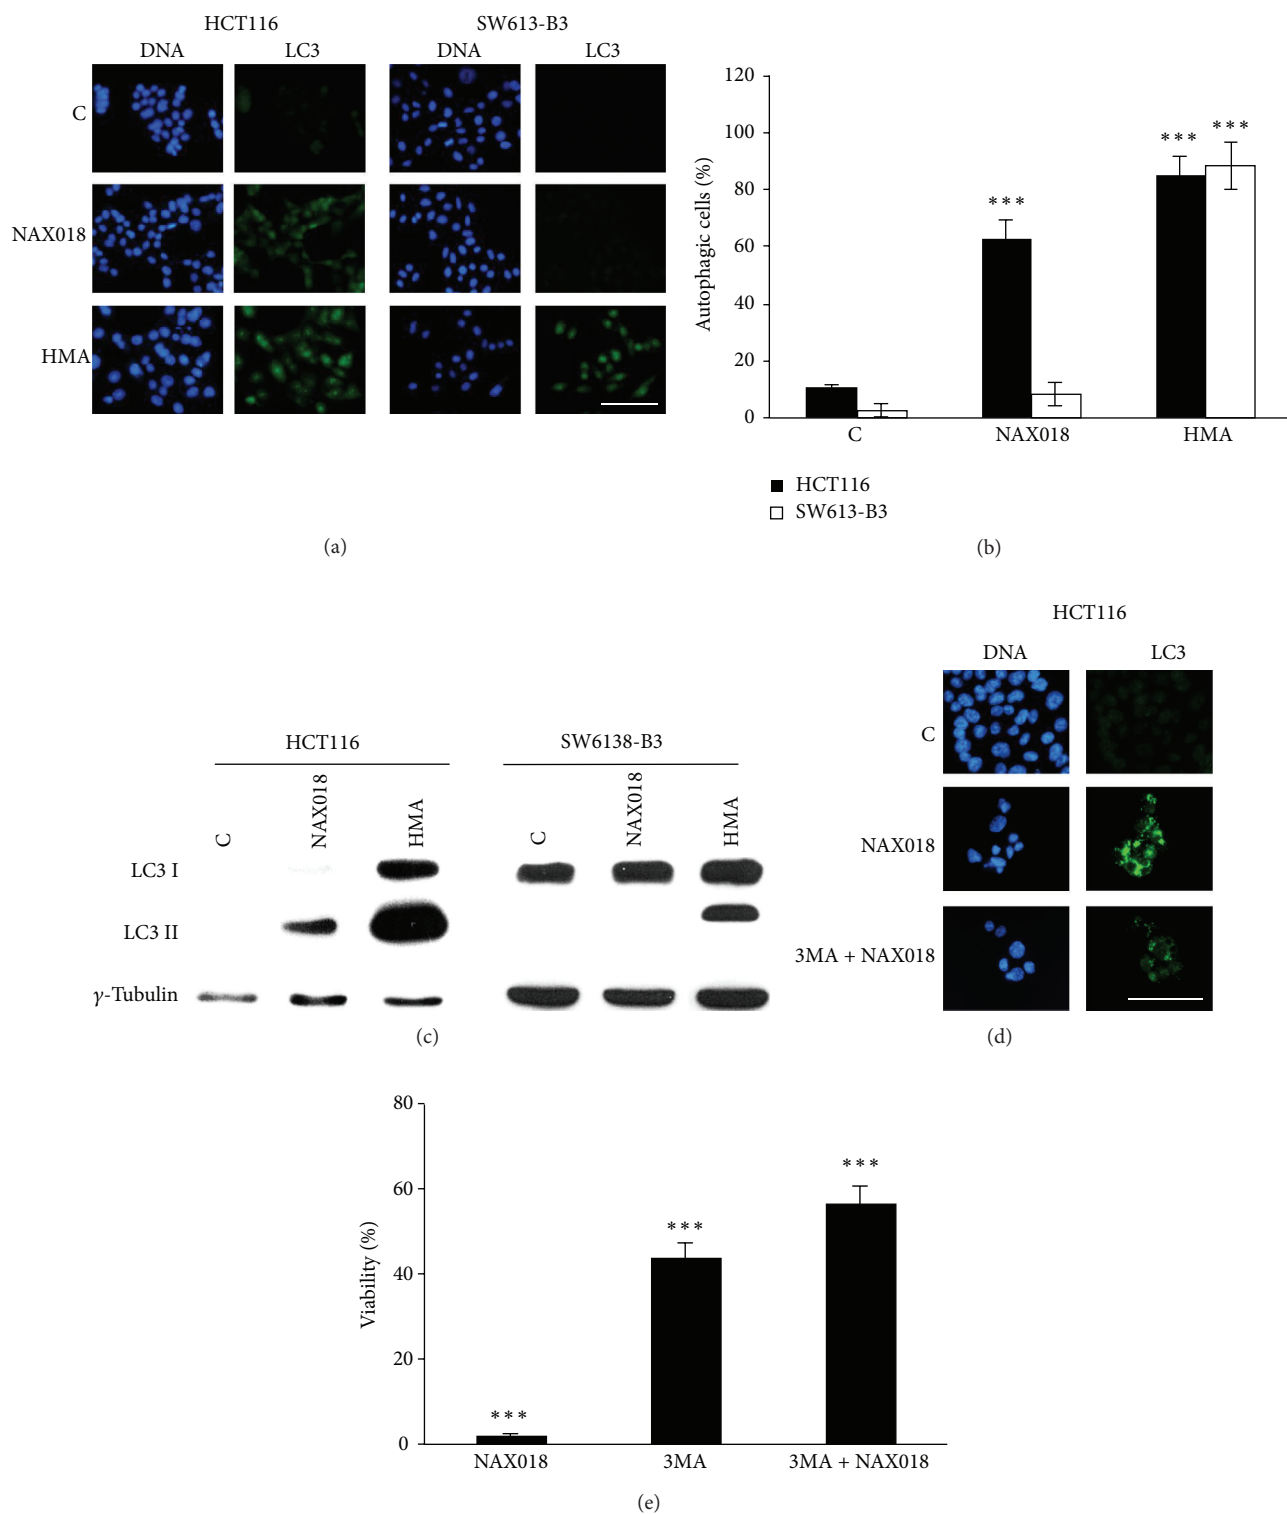 HCT116 SW613-B3
DNA LC3 DNA LC3
C
NAX018
HMA
(a)
120
100
80
60
40
20
0
Autophagic cells (%)
*** *** ***
C NAX018 HMA
HCT116
SW613-B3
(b)
HCT116 SW6138-B3
C NAX018 HMA C NAX018 HMA
LC3 I
LC3 II
γ-Tubulin
(c)
HCT116
DNA LC3
C
NAX018
3MA + NAX018
(d)
80
60
40
20
0
Viability (%)
*** *** ***
NAX018 3MA 3MA + NAX018
(e)